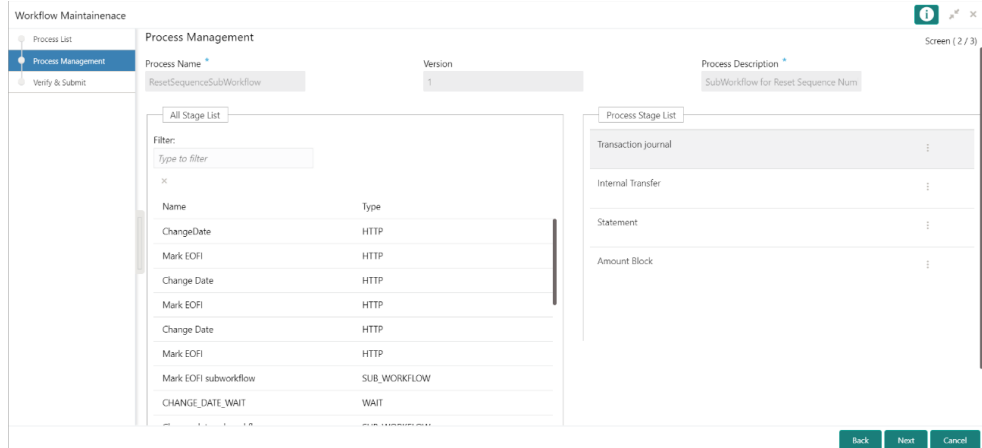 Workflow Maintainenace
Process List
Process Management
Verify & Submit
Process Management
Screen ( 2 / 3)
Process Name *
Version
Process Description *
ResetSequenceSubWorkflow
1
SubWorkflow for Reset Sequence Num
All Stage List
Filter:
Type to filter
Name Type
ChangeDate HTTP
Mark EOFI HTTP
Change Date HTTP
Mark EOFI HTTP
Change Date HTTP
Mark EOFI HTTP
Mark EOFI subworkflow SUB_WORKFLOW
CHANGE_DATE_WAIT WAIT
Process Stage List
Transaction journal
Internal Transfer
Statement
Amount Block
Back Next Cancel